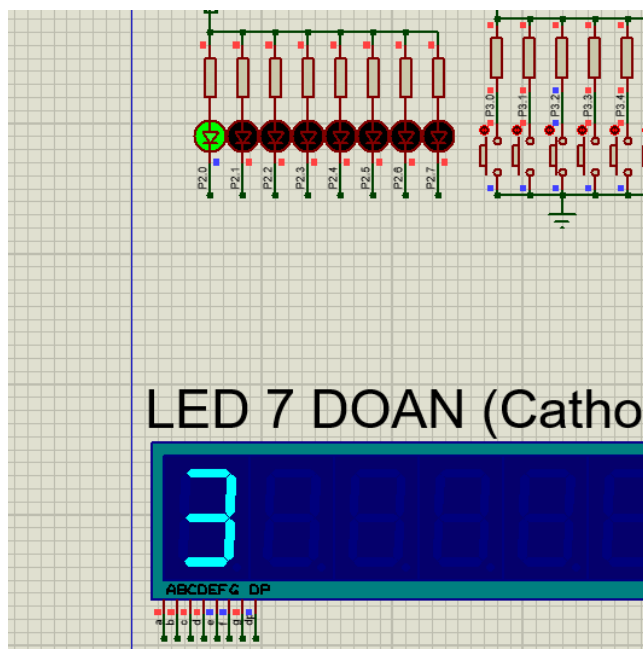 P3.0 P3.1 P3.2 P3.3 P3.4
P2.0 P2.1 P2.2 P2.3 P2.4 P2.5 P2.6 P2.7
LED 7 DOAN (Catho
ABCDEFG DP
a b c d e f g dp